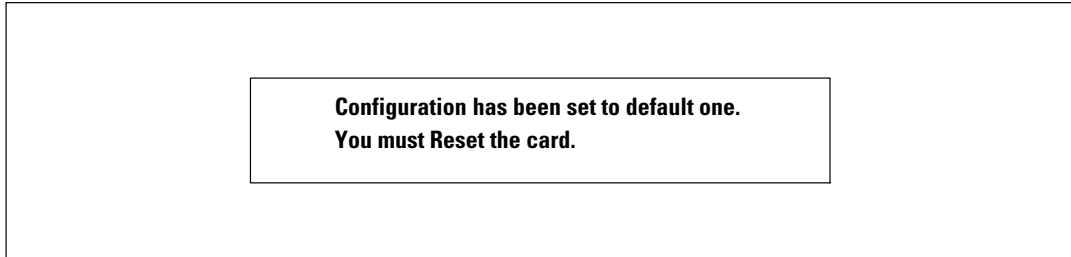 Configuration has been set to default one.
You must Reset the card.